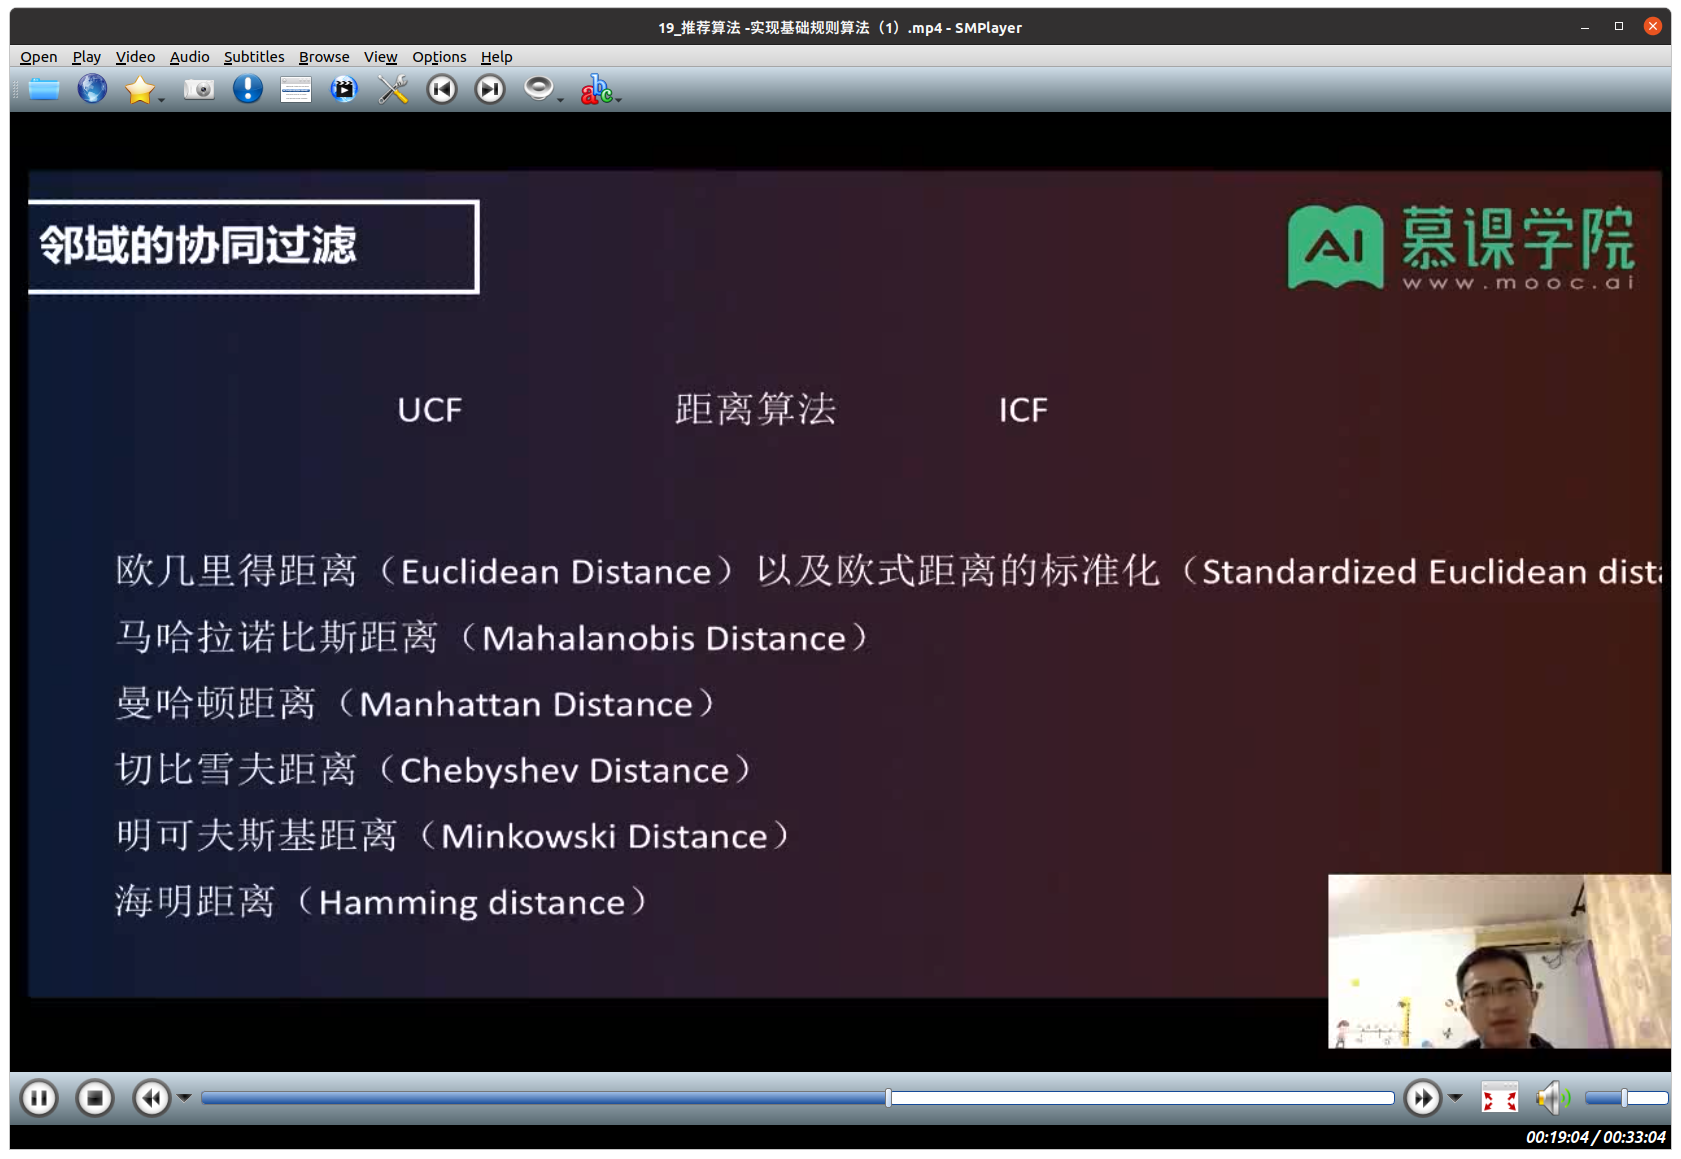 19_推荐算法 -实现基础规则算法（1）.mp4 - SMPlayer
Open Play Video Audio Subtitles Browse View Options Help
abc
邻域的协同过滤
AI 慕课学院
www.mooc.ai
UCF 距离算法 ICF
欧几里得距离（Euclidean Distance）以及欧式距离的标准化（Standardized Euclidean dista
马哈拉诺比斯距离（Mahalanobis Distance）
曼哈顿距离（Manhattan Distance）
切比雪夫距离（Chebyshev Distance）
明可夫斯基距离（Minkowski Distance）
海明距离（Hamming distance）
00:19:04 / 00:33:04